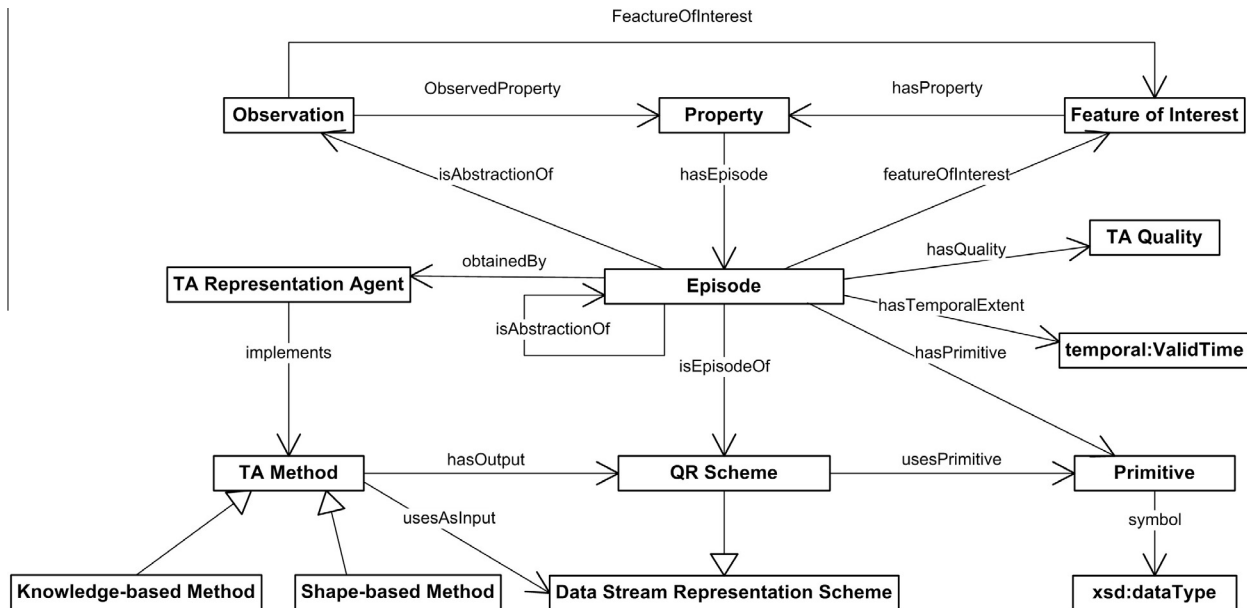 FeactureOfInterest
ObservedProperty
hasProperty
Observation
Property
Feature of Interest
isAbstractionOf
hasEpisode
featureOfInterest
TA Quality
hasQuality
obtainedBy
TA Representation Agent
Episode
hasTemporalExtent
isAbstractionOf
implements
hasPrimitive
temporal:ValidTime
isEpisodeOf
TA Method
hasOutput
QR Scheme
usesPrimitive
Primitive
usesAsInput
symbol
Knowledge-based Method
Shape-based Method
Data Stream Representation Scheme
xsd:dataType